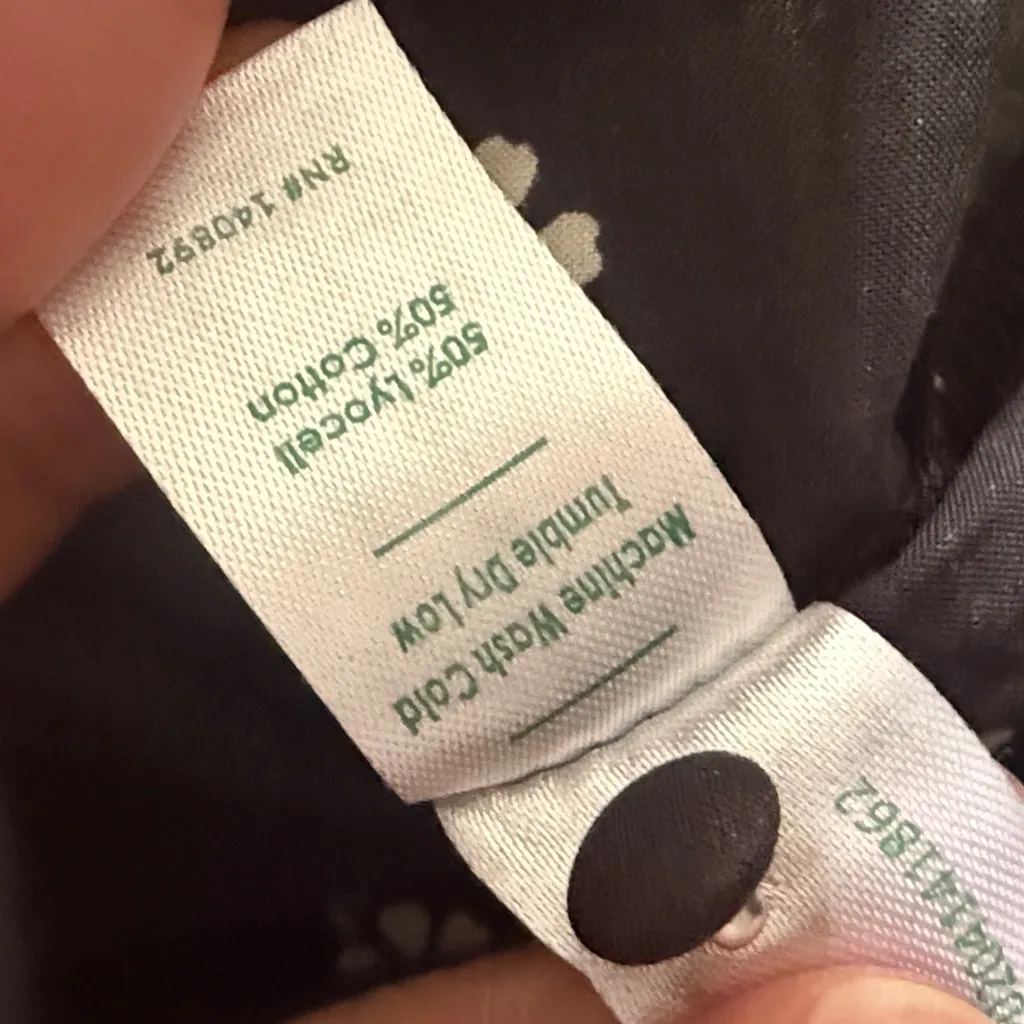 Machine Wash Cold
Tumble Dry Low
50% Lyocell
50% Cotton
RN# 140892